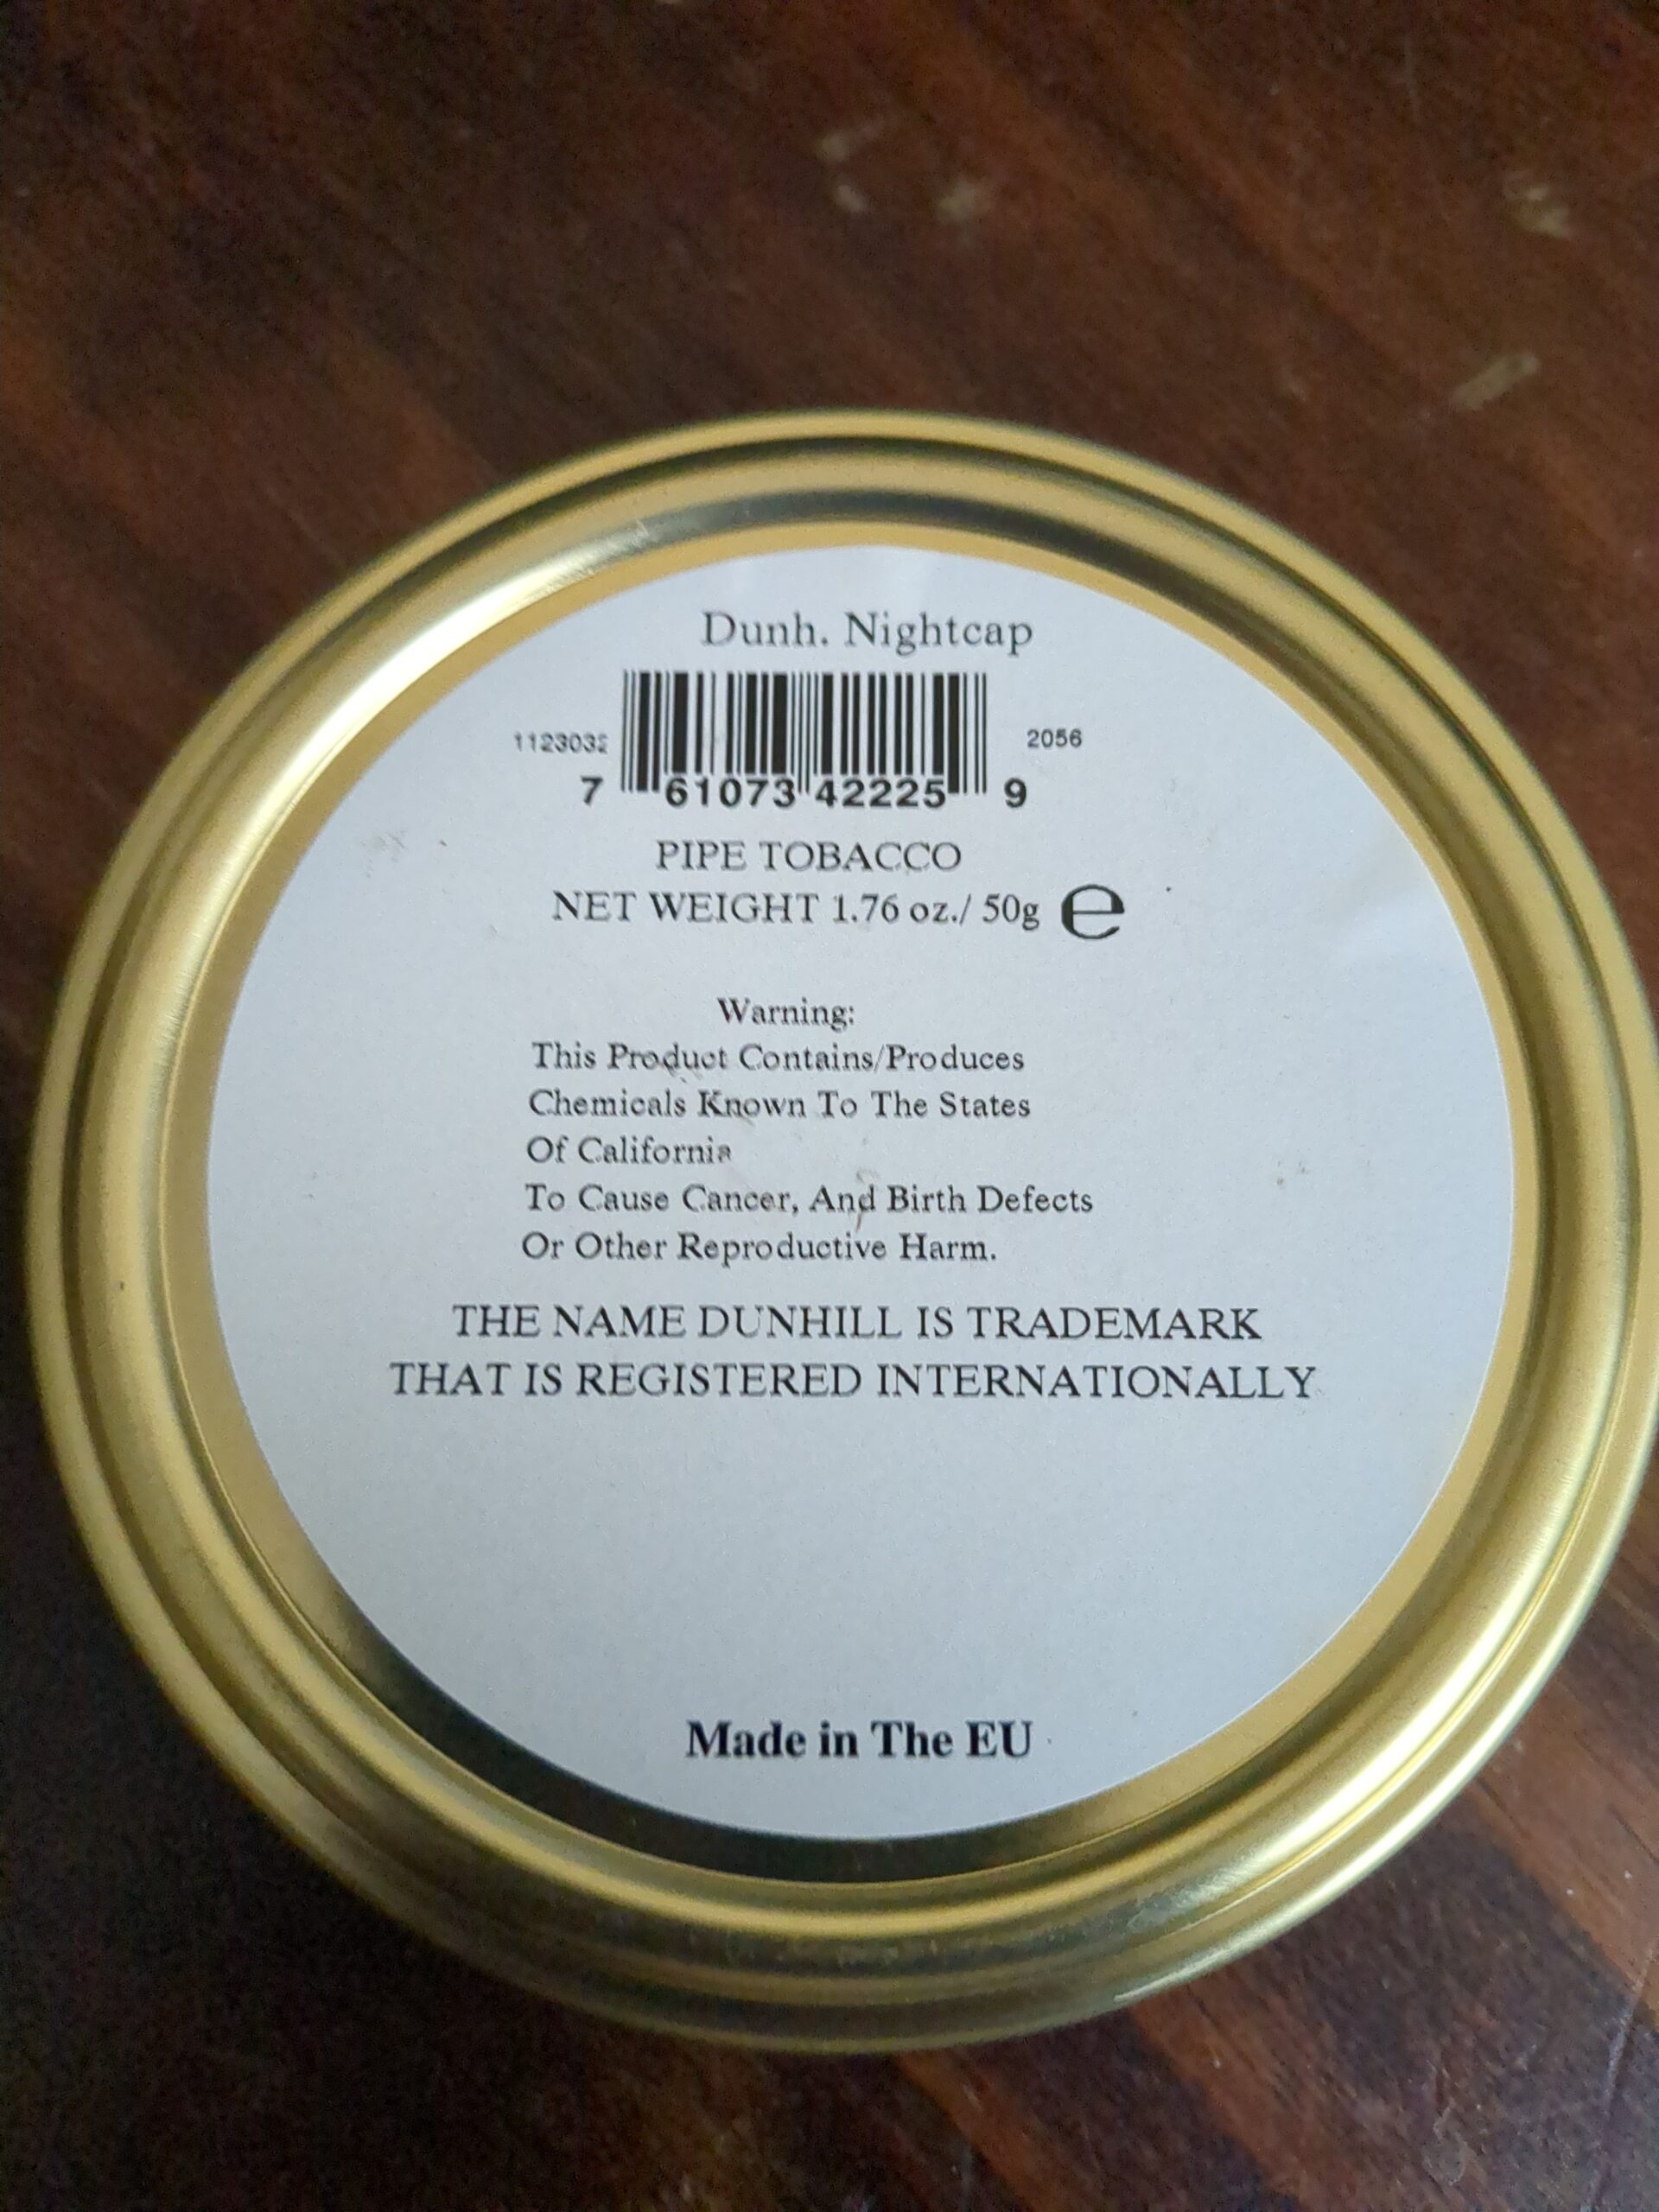 Dunh. Nightcap
2056
7 61073 42225 9
PIPE TOBACCO
NET WEIGHT 1.76 oz./ 50g e
Warning:
This Product Contains/Produces
Chemicals Known To The States
Of California
To Cause Cancer, And Birth Defects
Or Other Reproductive Harm.
THE NAME DUNHILL IS TRADEMARK
THAT IS REGISTERED INTERNATIONALLY
Made in The EU